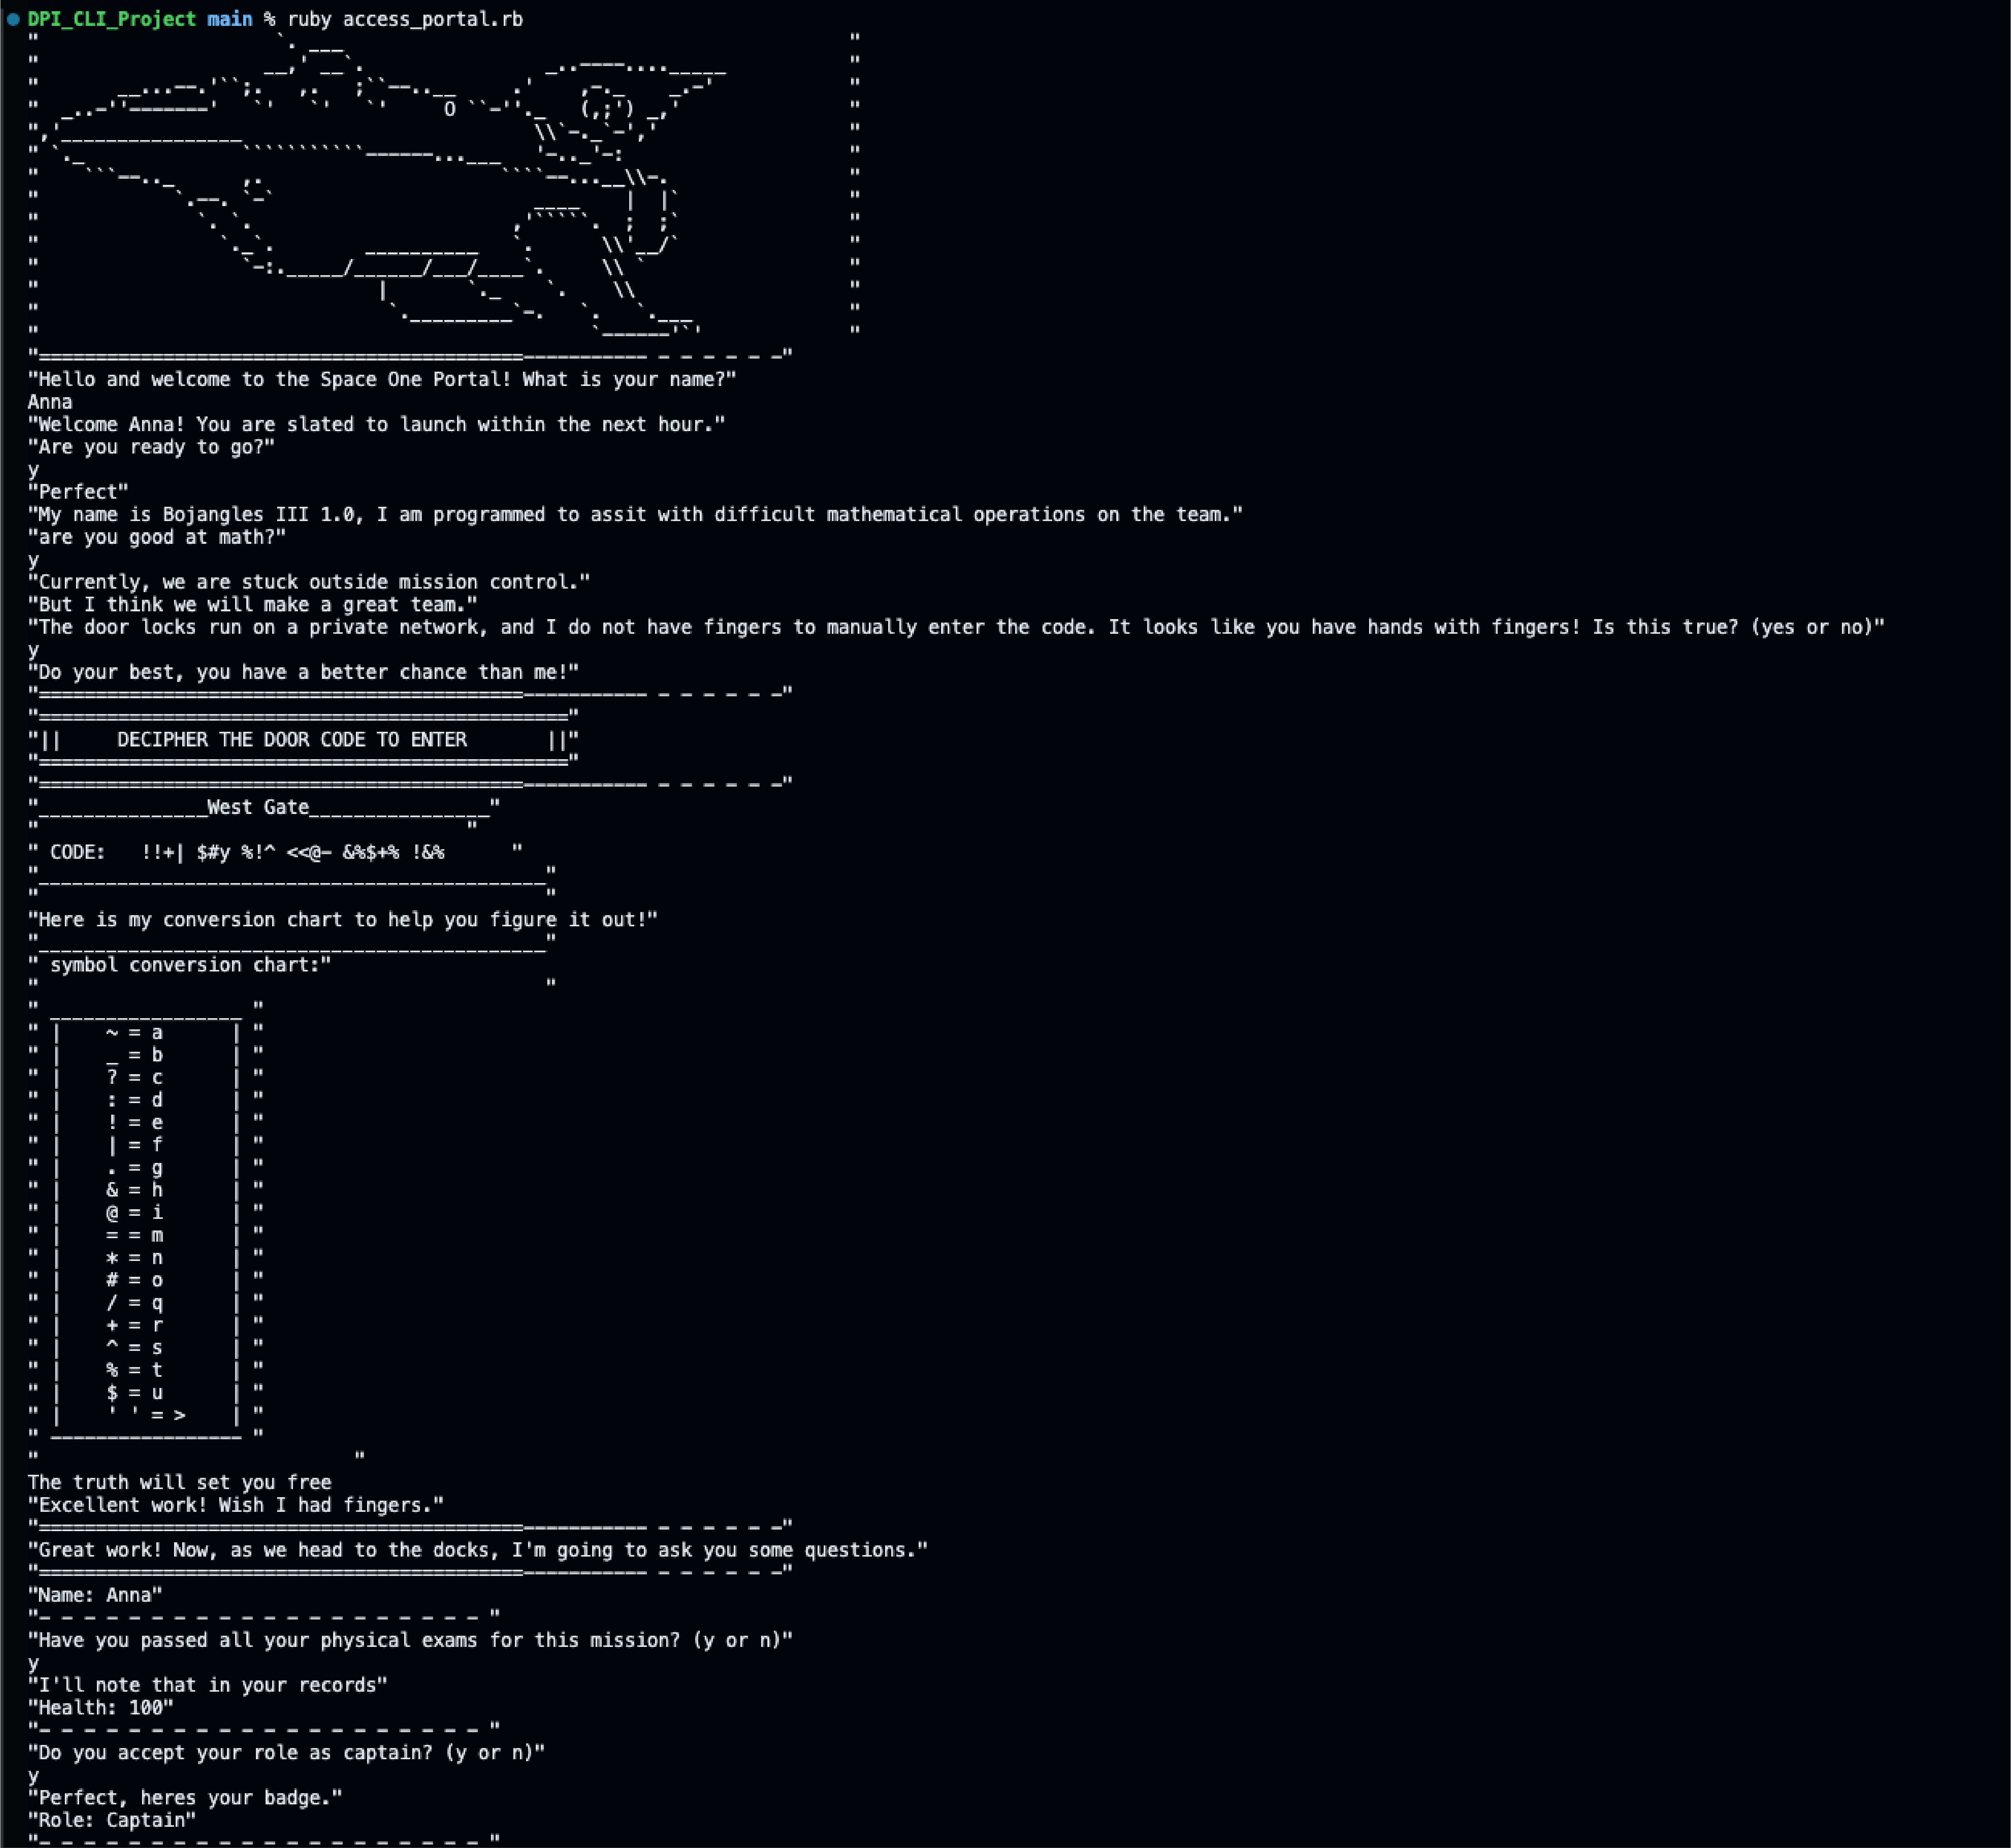 DPI_CLI_Project main % ruby access_portal.rb
"===========================================----------- - - - - - -"
"Hello and welcome to the Space One Portal! What is your name?"
Anna
"Welcome Anna! You are slated to launch within the next hour."
"Are you ready to go?"
y
"Perfect"
"My name is Bojangles III 1.0, I am programmed to assit with difficult mathematical operations on the team."
"are you good at math?"
y
"Currently, we are stuck outside mission control."
"But I think we will make a great team."
"The door locks run on a private network, and I do not have fingers to manually enter the code. It looks like you have hands with fingers! Is this true? (yes or no)"
y
"Do your best, you have a better chance than me!"
"===========================================----------- - - - - - -"
"==============================================="
"||     DECIPHER THE DOOR CODE TO ENTER       ||"
"==============================================="
"===========================================----------- - - - - - -"
"_______________West Gate________________"
"                                      "
" CODE:   !!+| $#y %!^ <<@- &%$+% !&%      "
"_____________________________________________"
"                                             "
"Here is my conversion chart to help you figure it out!"
"_____________________________________________"
" symbol conversion chart:"
"                                             "
" _________________ "
" |    ~ = a      | "
" |    _ = b      | "
" |    ? = c      | "
" |    : = d      | "
" |    ! = e      | "
" |    | = f      | "
" |    . = g      | "
" |    & = h      | "
" |    @ = i      | "
" |    = = m      | "
" |    * = n      | "
" |    # = o      | "
" |    / = q      | "
" |    + = r      | "
" |    ^ = s      | "
" |    % = t      | "
" |    $ = u      | "
" |    ' ' = >    | "
" ----------------- "
"                            "
The truth will set you free
"Excellent work! Wish I had fingers."
"===========================================----------- - - - - - -"
"Great work! Now, as we head to the docks, I'm going to ask you some questions."
"===========================================----------- - - - - - -"
"Name: Anna"
"- - - - - - - - - - - - - - - - - - - - "
"Have you passed all your physical exams for this mission? (y or n)"
y
"I'll note that in your records"
"Health: 100"
"- - - - - - - - - - - - - - - - - - - - "
"Do you accept your role as captain? (y or n)"
y
"Perfect, heres your badge."
"Role: Captain"
"- - - - - - - - - - - - - - - - - - - - "